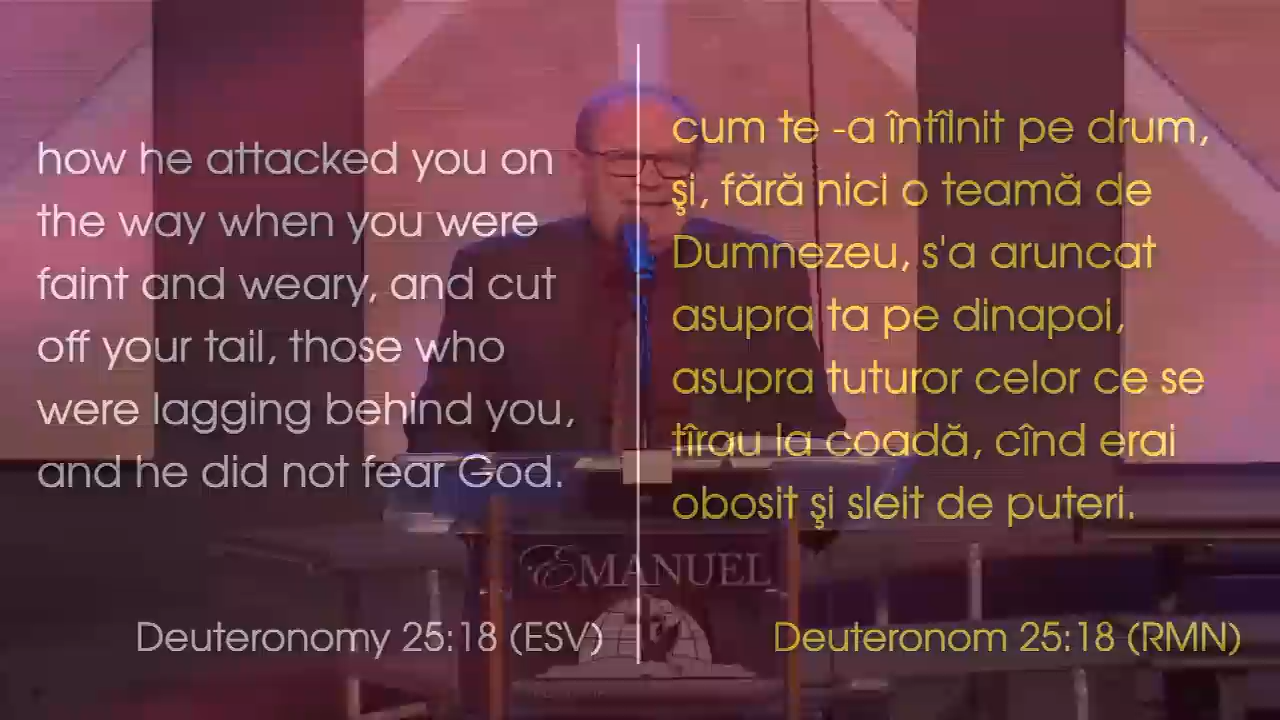 how he attacked you on
the way when you were
faint and weary, and cut
off your tail, those who
were lagging behind you,
and he did not fear God.
Deuteronomy 25:18 (ESV)
cum te -a întîlnit pe drum,
şi, fără nici o teamă de
Dumnezeu, s'a aruncat
asupra ta pe dinapoi,
asupra tuturor celor ce se
tîrau la coadă, cînd erai
obosit şi sleit de puteri.
Deuteronom 25:18 (RMN)
EMANUEL